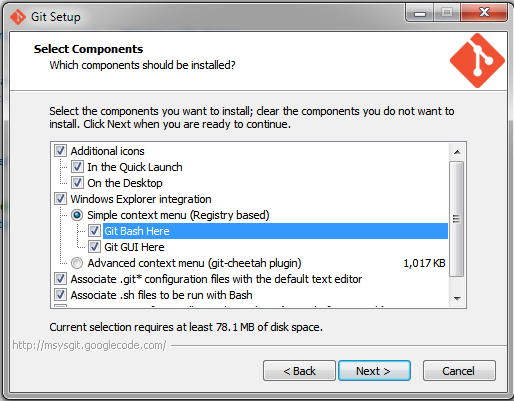 Git Setup
Select Components
Which components should be installed?
Select the components you want to install; clear the components you do not want to
install. Click Next when you are ready to continue.
Additional icons
In the Quick Launch
On the Desktop
Windows Explorer integration
Simple context menu (Registry based)
Git Bash Here
Git GUI Here
Advanced context menu (git-cheetah plugin) 1,017 KB
Associate .git* configuration files with the default text editor
Associate .sh files to be run with Bash
Current selection requires at least 78.1 MB of disk space.
http://msysgit.googlecode.com/
< Back
Next >
Cancel